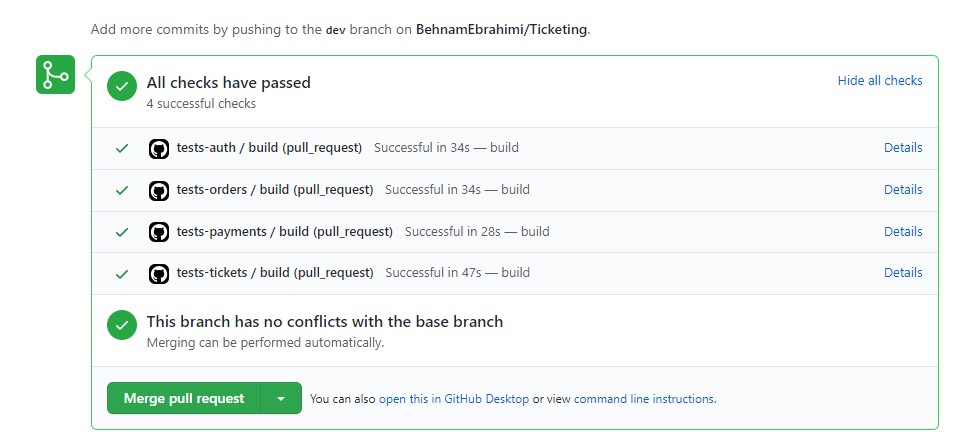 Add more commits by pushing to the dev branch on BehnamEbrahimi/Ticketing.
All checks have passed
Hide all checks
4 successful checks
tests-auth / build (pull_request) Successful in 34s — build Details
tests-orders / build (pull_request) Successful in 34s — build Details
tests-payments / build (pull_request) Successful in 28s — build Details
tests-tickets / build (pull_request) Successful in 47s — build Details
This branch has no conflicts with the base branch
Merging can be performed automatically.
Merge pull request You can also open this in GitHub Desktop or view command line instructions.